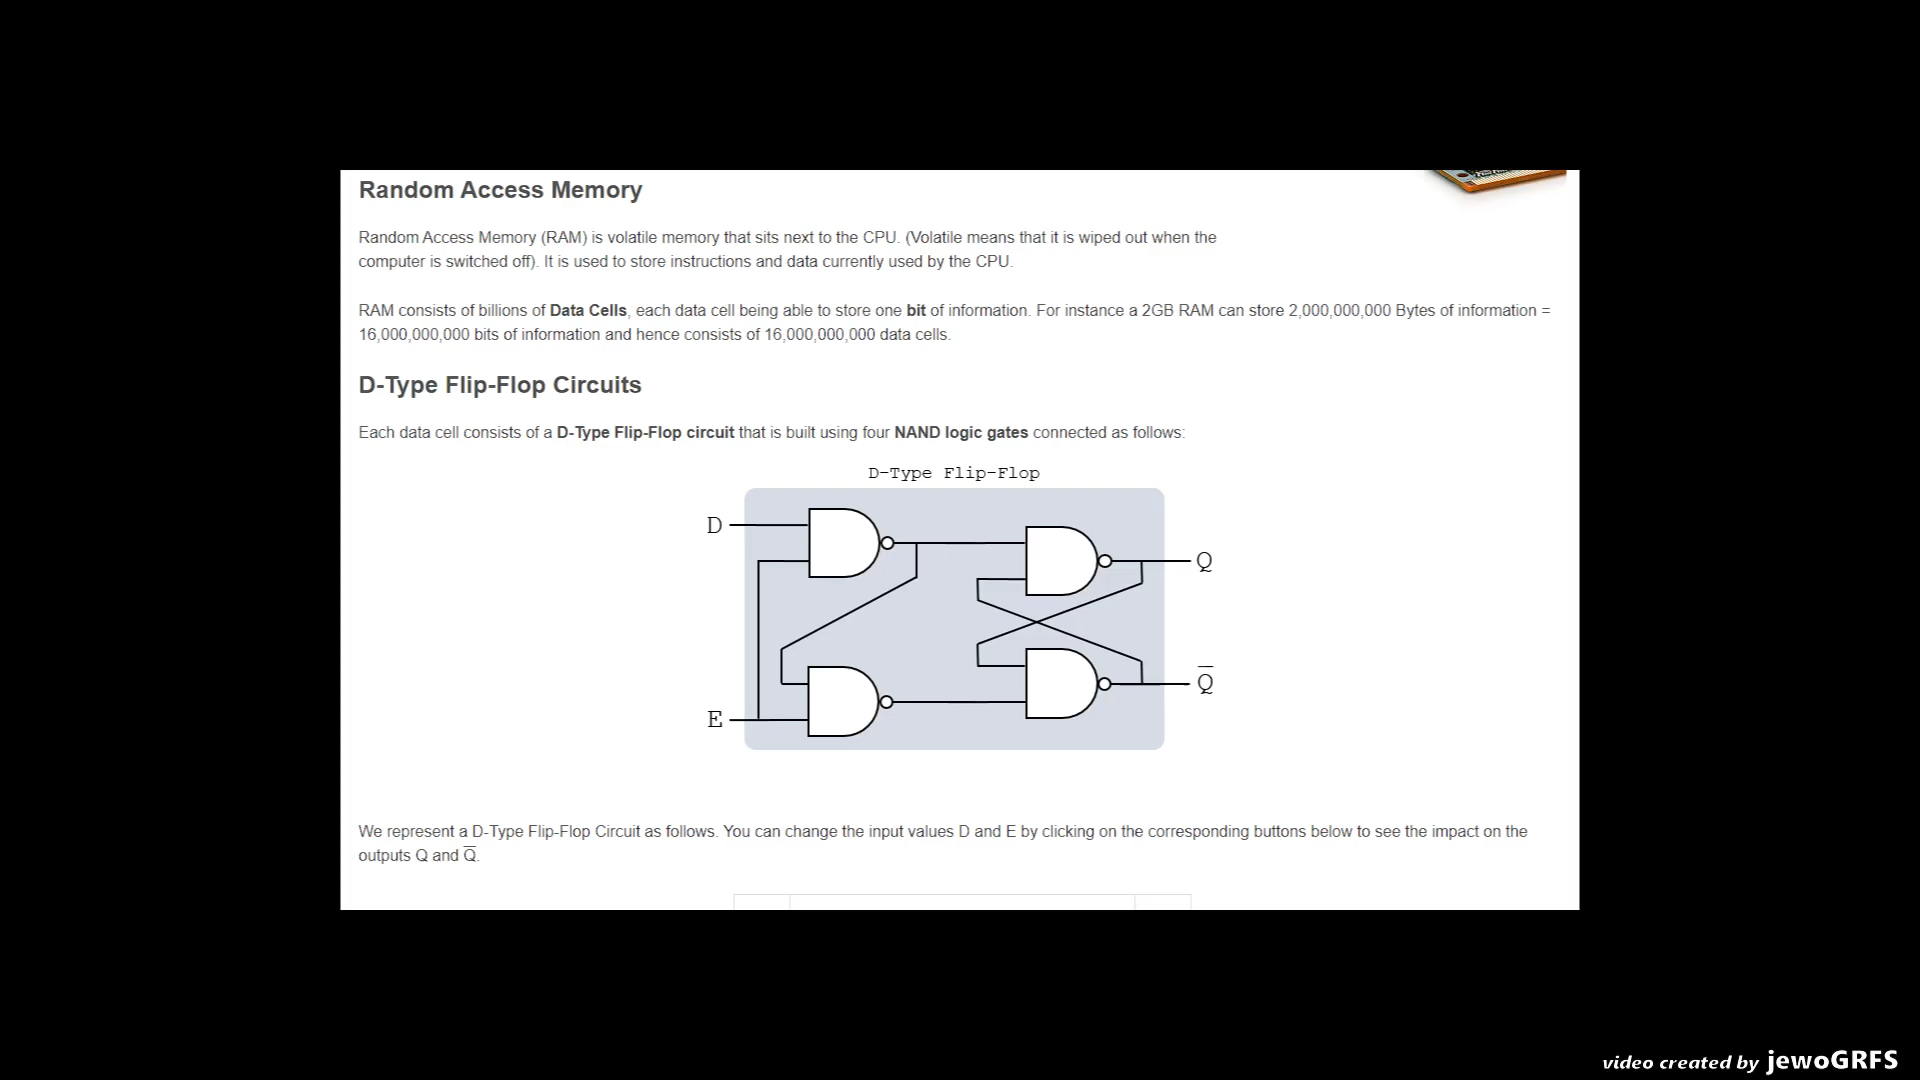 Random Access Memory
Random Access Memory (RAM) is volatile memory that sits next to the CPU. (Volatile means that it is wiped out when the
computer is switched off). It is used to store instructions and data currently used by the CPU.
RAM consists of billions of Data Cells, each data cell being able to store one bit of information. For instance a 2GB RAM can store 2,000,000,000 Bytes of information =
16,000,000,000 bits of information and hence consists of 16,000,000,000 data cells.
D-Type Flip-Flop Circuits
Each data cell consists of a D-Type Flip-Flop circuit that is built using four NAND logic gates connected as follows:
D-Type Flip-Flop
D
Q
Q̅
E
We represent a D-Type Flip-Flop Circuit as follows. You can change the input values D and E by clicking on the corresponding buttons below to see the impact on the
outputs Q and Q̅.
video created by jewoGRFS